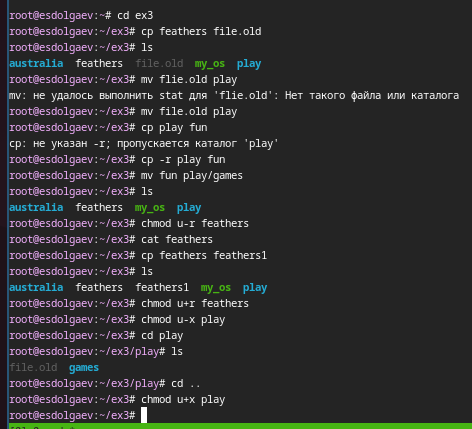 root@esdolgaev:~# cd ex3
root@esdolgaev:~/ex3# cp feathers file.old
root@esdolgaev:~/ex3# ls
australia  feathers  file.old  my_os  play
root@esdolgaev:~/ex3# mv flie.old play
mv: не удалось выполнить stat для 'flie.old': Нет такого файла или каталога
root@esdolgaev:~/ex3# mv file.old play
root@esdolgaev:~/ex3# cp play fun
cp: не указан -r; пропускается каталог 'play'
root@esdolgaev:~/ex3# cp -r play fun
root@esdolgaev:~/ex3# mv fun play/games
root@esdolgaev:~/ex3# ls
australia  feathers  my_os  play
root@esdolgaev:~/ex3# chmod u-r feathers
root@esdolgaev:~/ex3# cat feathers
root@esdolgaev:~/ex3# cp feathers feathers1
root@esdolgaev:~/ex3# ls
australia  feathers  feathers1  my_os  play
root@esdolgaev:~/ex3# chmod u+r feathers
root@esdolgaev:~/ex3# chmod u-x play
root@esdolgaev:~/ex3# cd play
root@esdolgaev:~/ex3/play# ls
file.old  games
root@esdolgaev:~/ex3/play# cd ..
root@esdolgaev:~/ex3# chmod u+x play
root@esdolgaev:~/ex3#